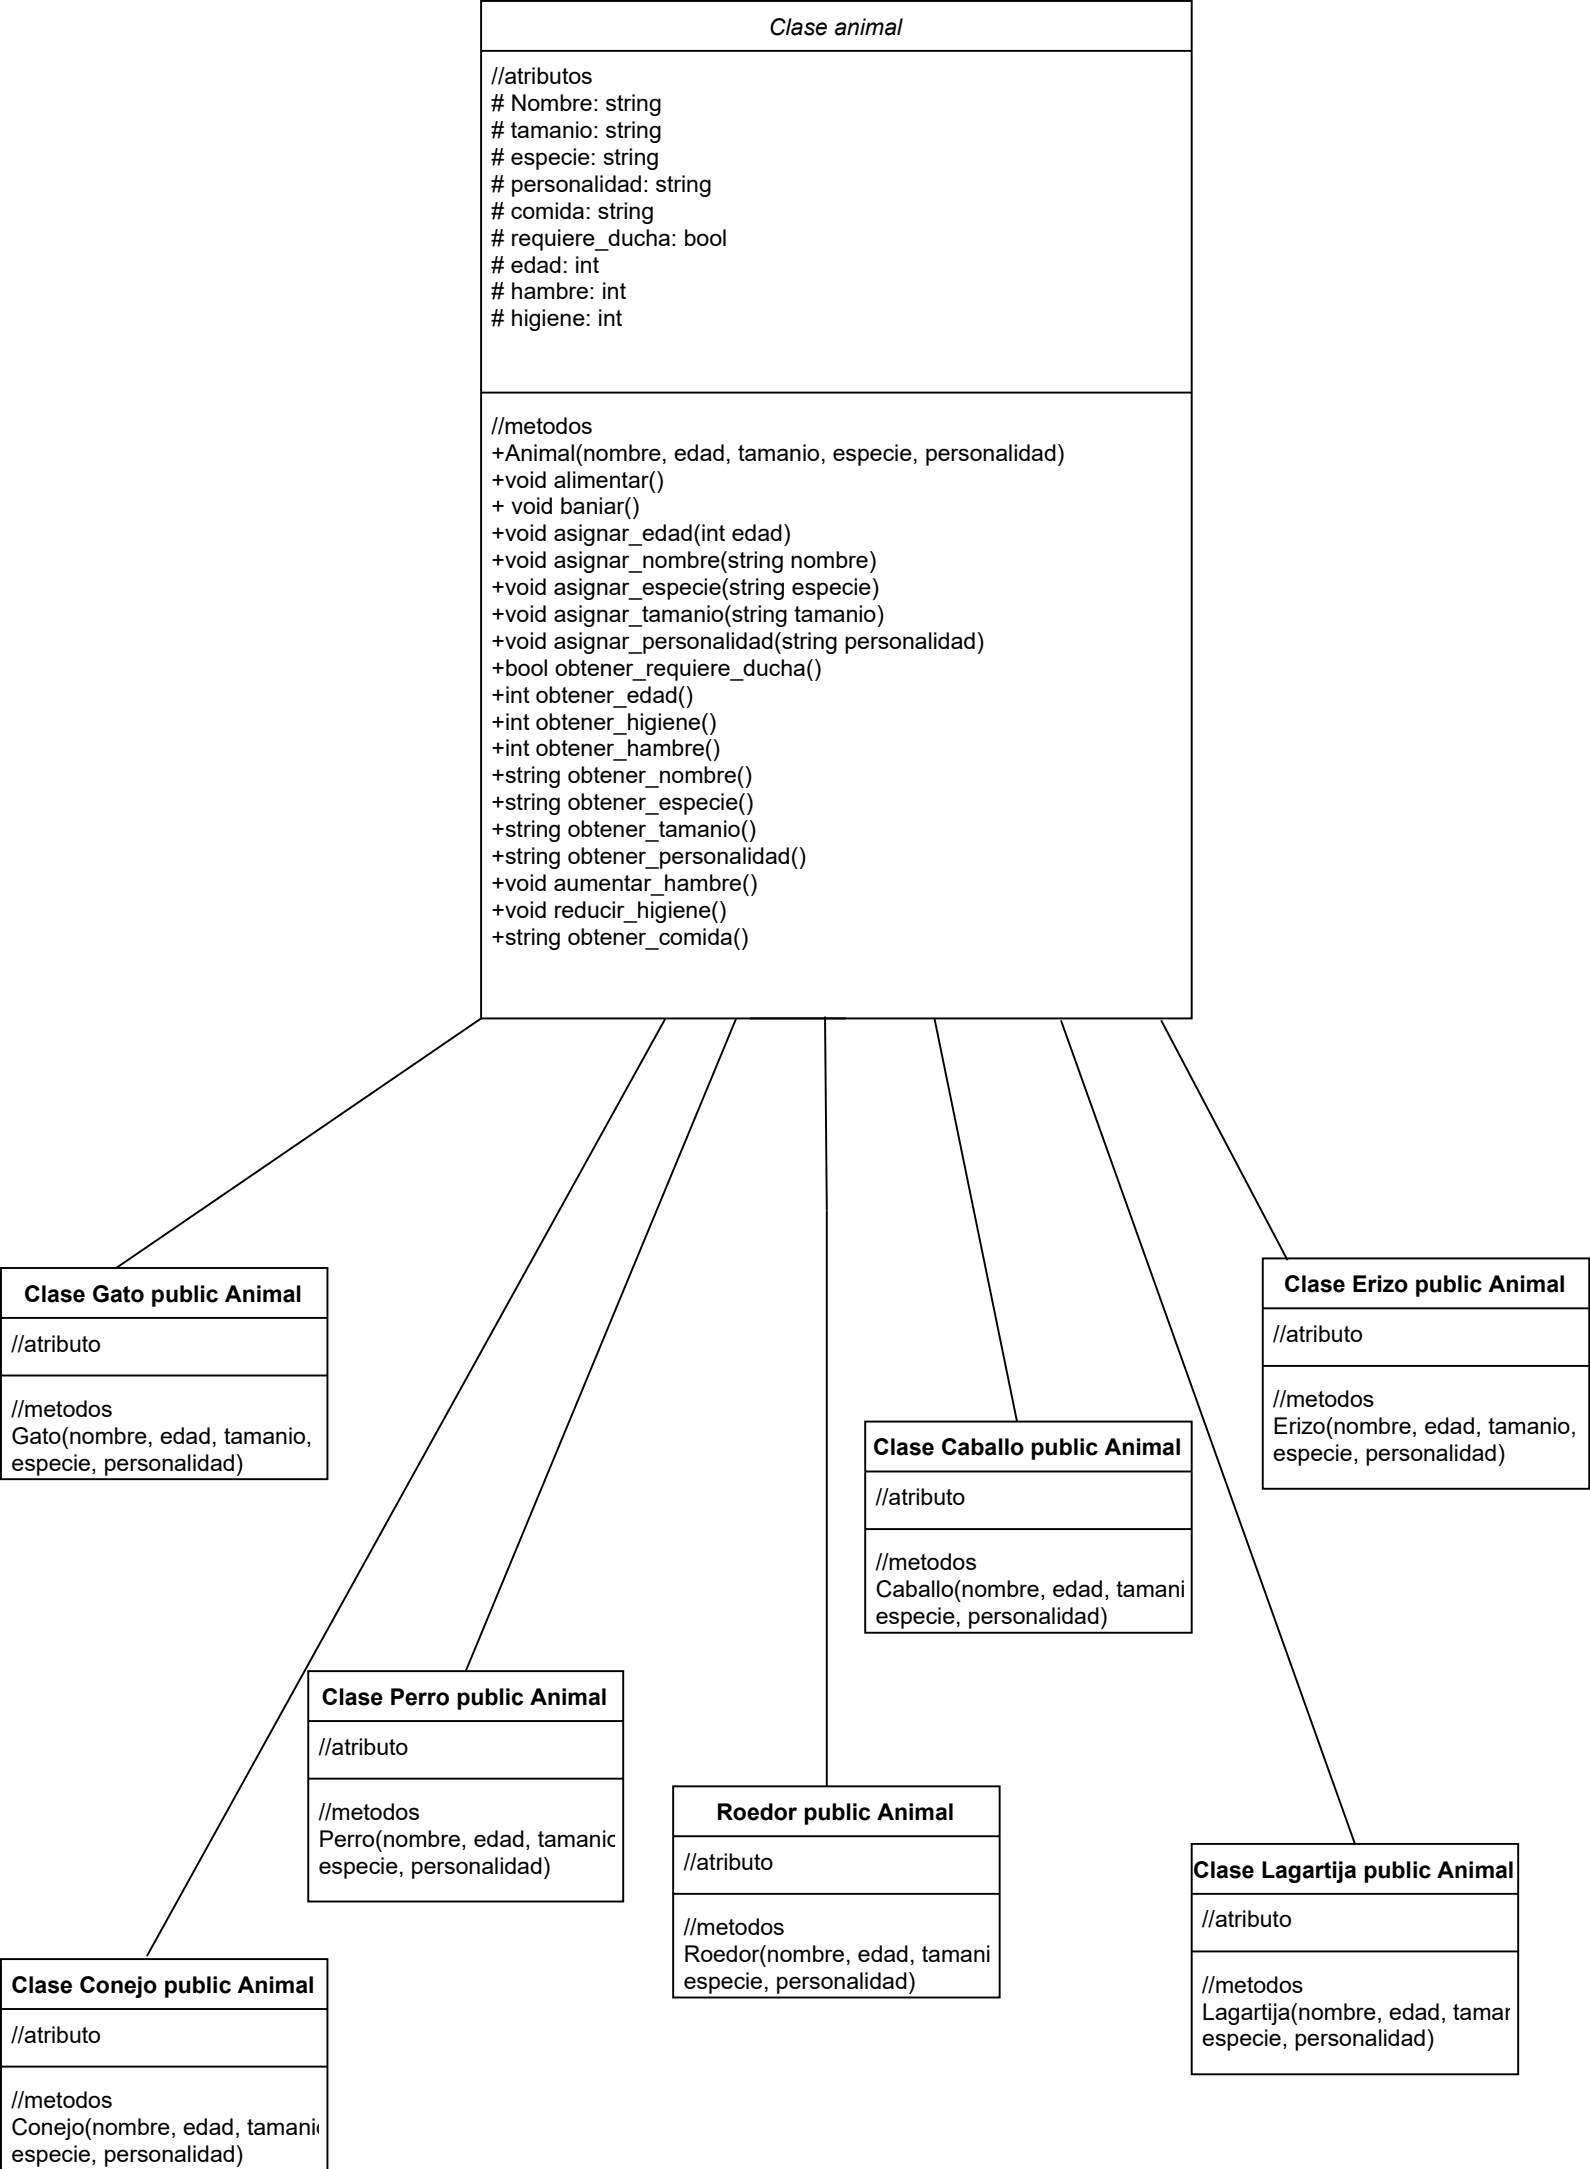 Clase animal
//atributos
# Nombre: string
# tamanio: string
# especie: string
# personalidad: string
# comida: string
# requiere_ducha: bool
# edad: int
# hambre: int
# higiene: int
//metodos
+Animal(nombre, edad, tamanio, especie, personalidad)
+void alimentar()
+ void baniar()
+void asignar_edad(int edad)
+void asignar_nombre(string nombre)
+void asignar_especie(string especie)
+void asignar_tamanio(string tamanio)
+void asignar_personalidad(string personalidad)
+bool obtener_requiere_ducha()
+int obtener_edad()
+int obtener_higiene()
+int obtener_hambre()
+string obtener_nombre()
+string obtener_especie()
+string obtener_tamanio()
+string obtener_personalidad()
+void aumentar_hambre()
+void reducir_higiene()
+string obtener_comida()
Clase Gato public Animal
//atributo
//metodos
Gato(nombre, edad, tamanio,
especie, personalidad)
Clase Erizo public Animal
//atributo
//metodos
Erizo(nombre, edad, tamanio,
especie, personalidad)
Clase Caballo public Animal
//atributo
//metodos
Caballo(nombre, edad, tamani
especie, personalidad)
Clase Perro public Animal
//atributo
//metodos
Perro(nombre, edad, tamanic
especie, personalidad)
Roedor public Animal
//atributo
//metodos
Roedor(nombre, edad, tamani
especie, personalidad)
Clase Lagartija public Animal
//atributo
//metodos
Lagartija(nombre, edad, tamar
especie, personalidad)
Clase Conejo public Animal
//atributo
//metodos
Conejo(nombre, edad, tamani
especie, personalidad)